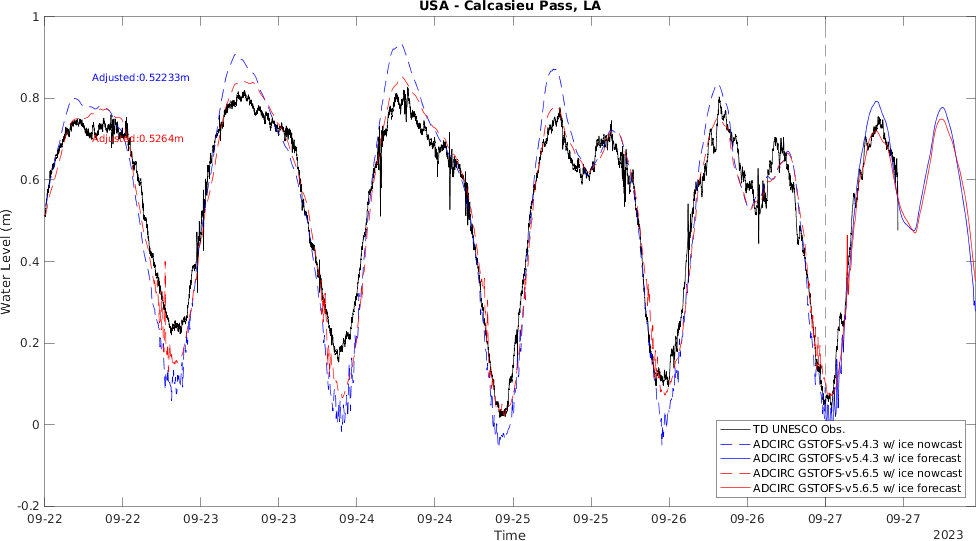 USA - Calcasieu Pass, LA
1
0.8
0.6
0.4
0.2
0
-0.2
Water Level (m)
Adjusted:0.52233m
Adjusted:0.5264m
TD UNESCO Obs.
ADCIRC GSTOFS-v5.4.3 w/ ice nowcast
ADCIRC GSTOFS-v5.4.3 w/ ice forecast
ADCIRC GSTOFS-v5.6.5 w/ ice nowcast
ADCIRC GSTOFS-v5.6.5 w/ ice forecast
09-22 09-22 09-23 09-23 09-24 09-24 09-25 09-25 09-26 09-26 09-27 09-27
Time
2023